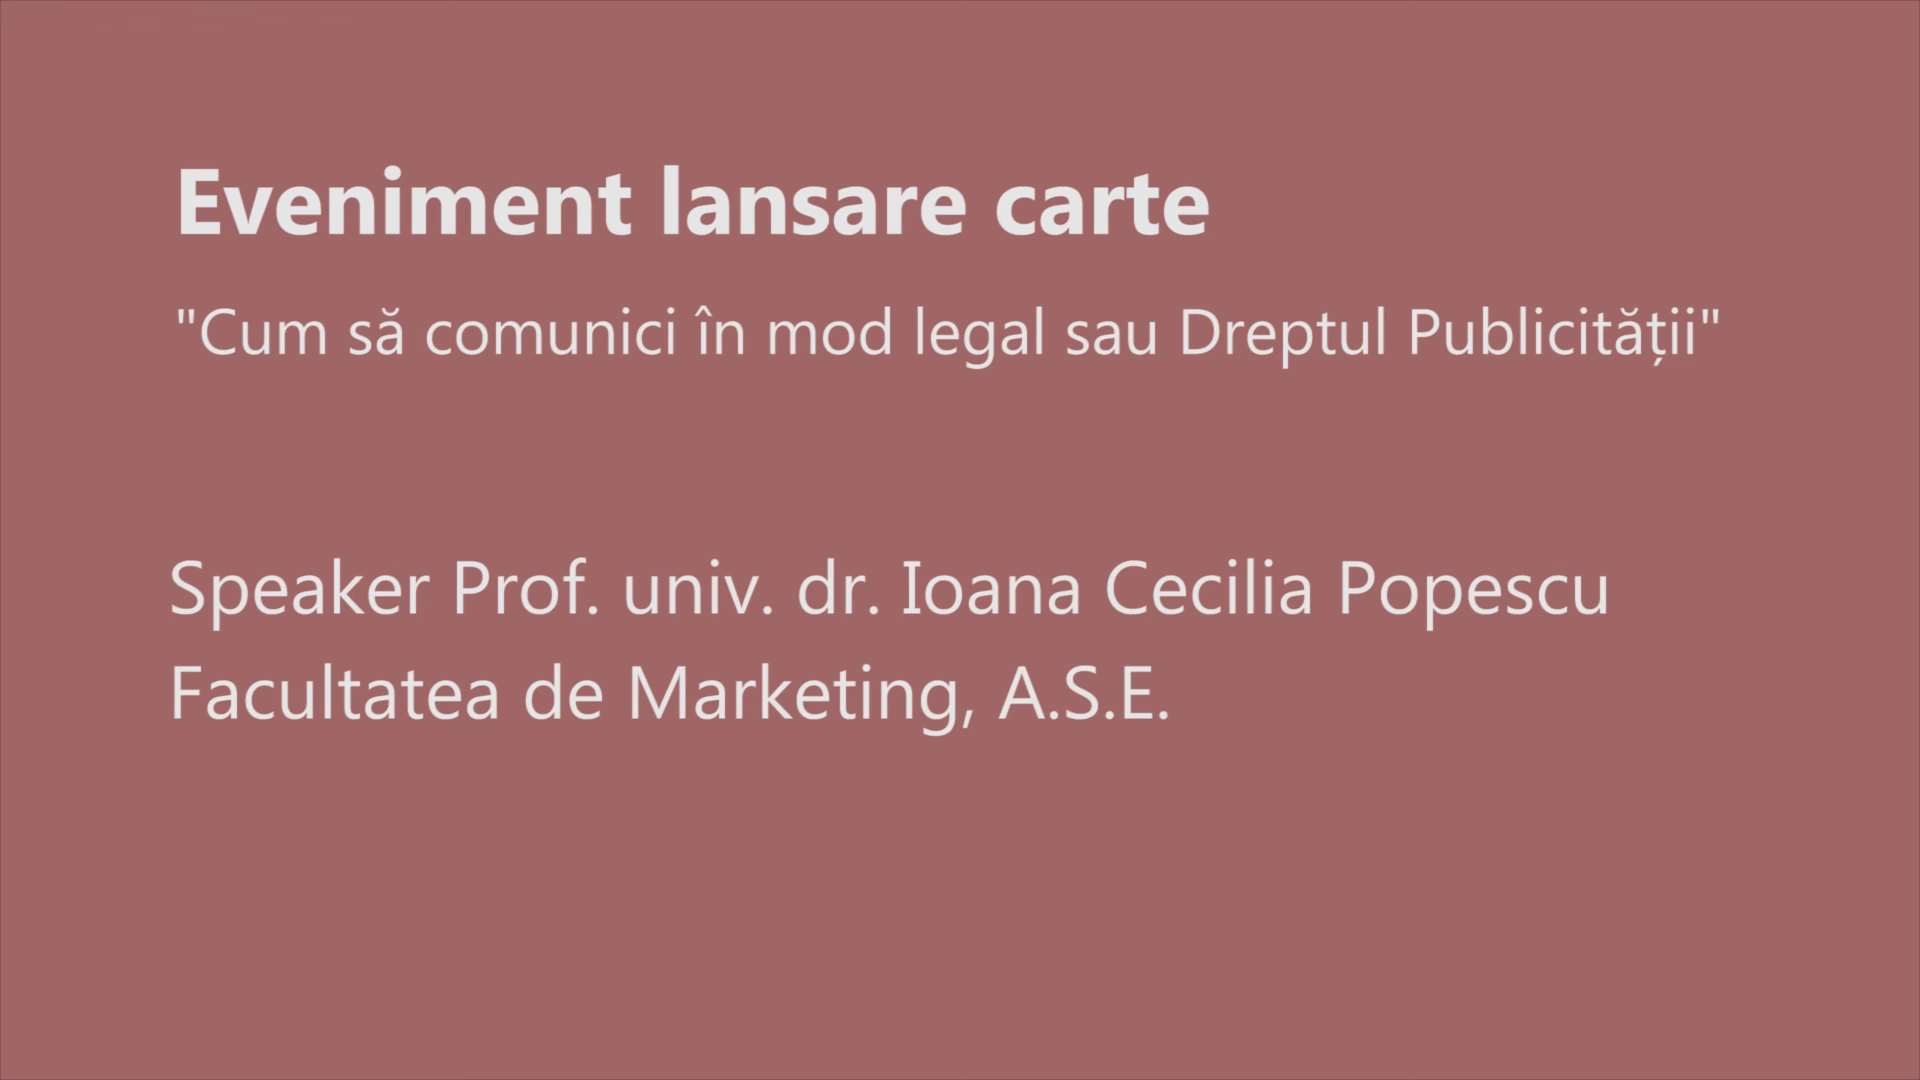 Eveniment lansare carte
"Cum să comunici în mod legal sau Dreptul Publicității"
Speaker Prof. univ. dr. Ioana Cecilia Popescu
Facultatea de Marketing, A.S.E.